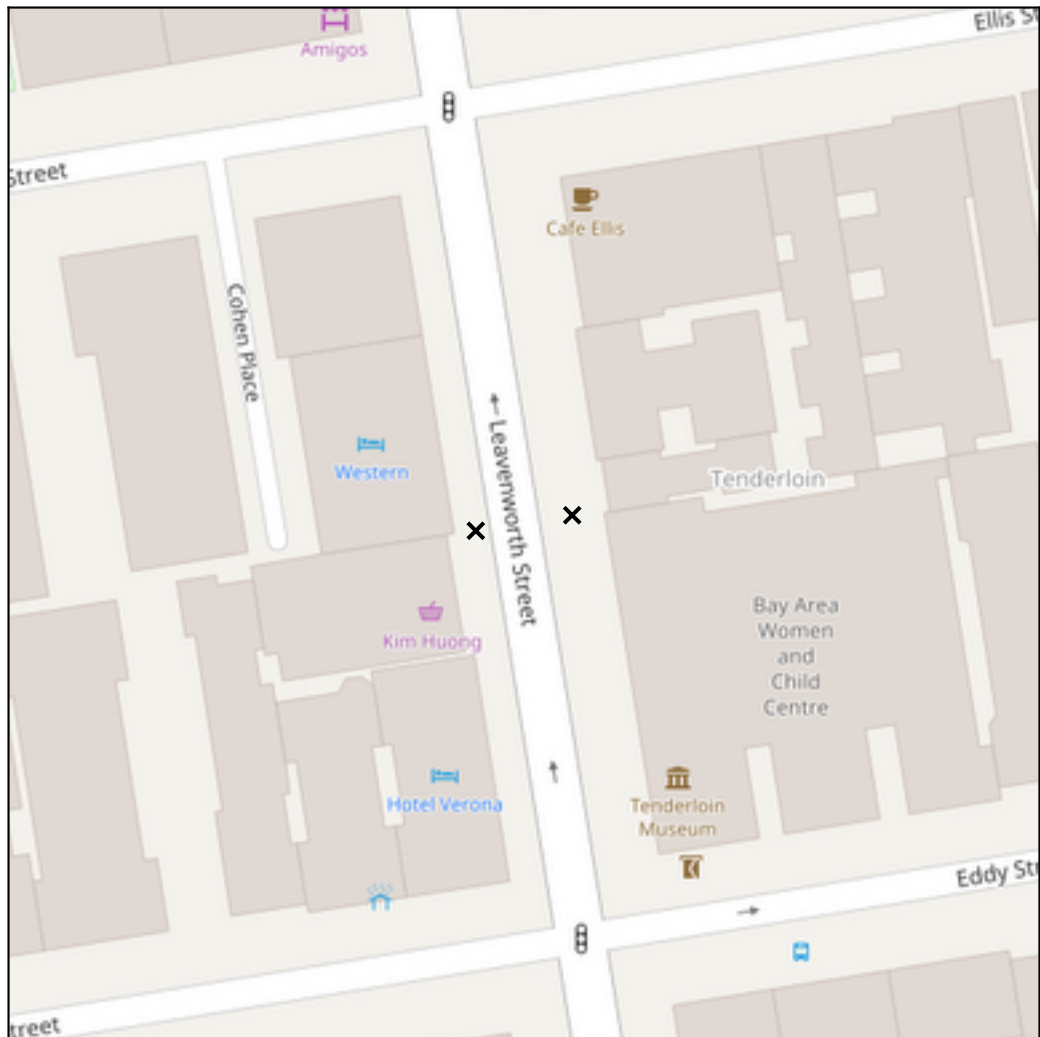 Amigos
Ellis St
Street
Cafe Ellis
Cohen Place
Western
Leavenworth Street
Tenderloin
Bay Area
Women
and
Child
Centre
Kim Huong
Hotel Verona
Tenderloin
Museum
Eddy Str
treet